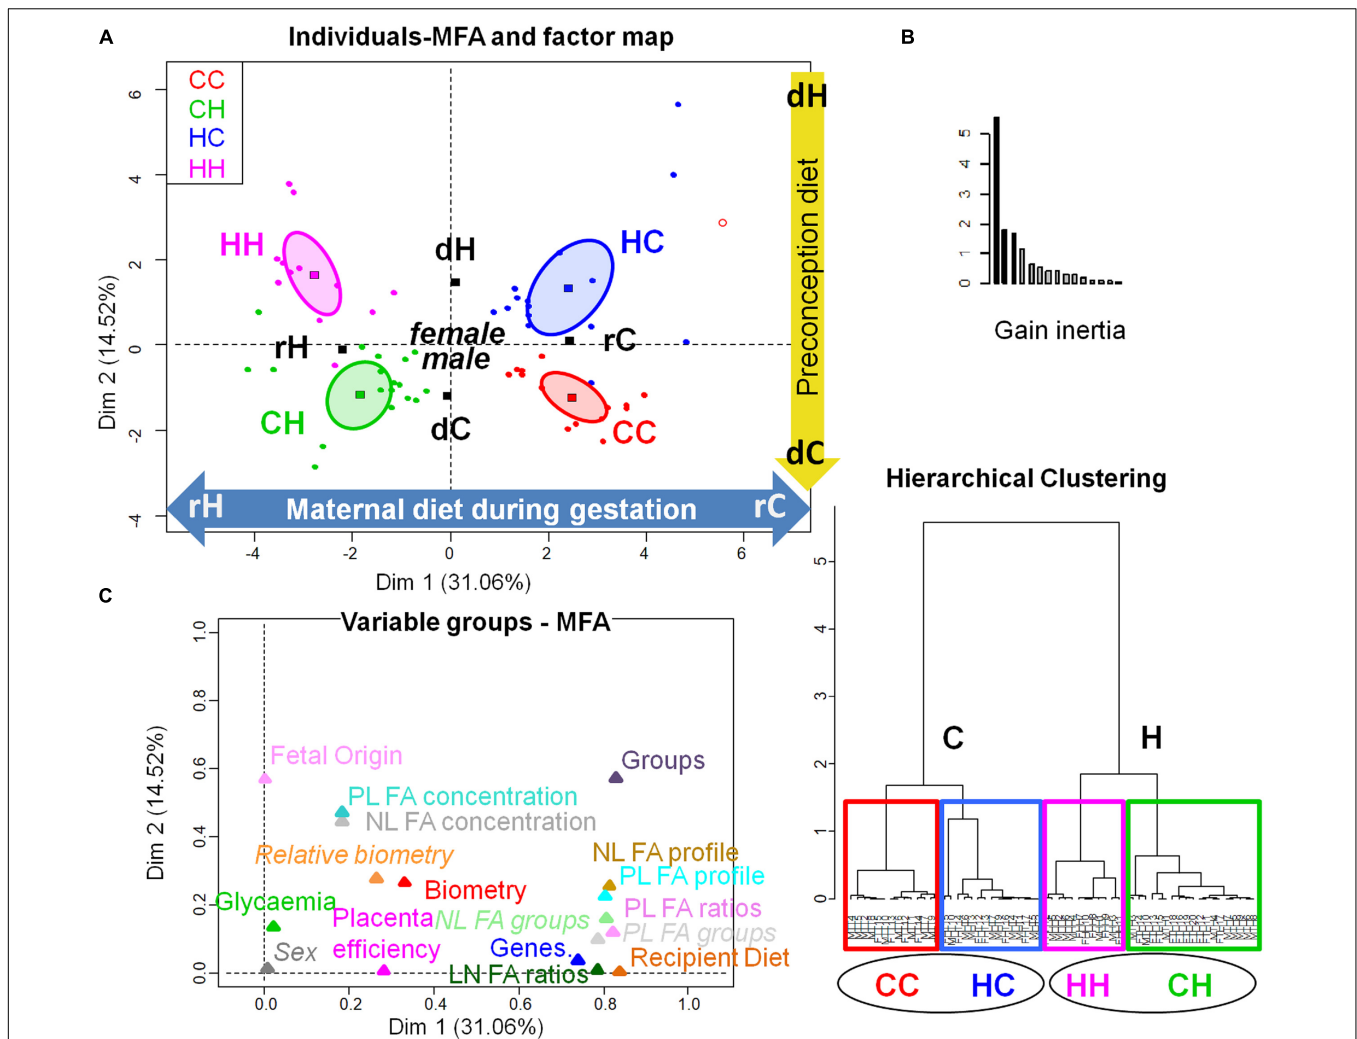 A
Individuals-MFA and factor map
CC
CH
HC
HH
6
4
2
0
-2
-4
Dim 2 (14.52%)
HH
dH
HC
rH
female
male
rC
CH
dC
CC
dH
Preconception diet
dC
rH Maternal diet during gestation rC
-4 -2 0 2 4 6
Dim 1 (31.06%)
B
5
4
3
2
1
0
Gain inertia
Hierarchical Clustering
5
4
3
2
1
0
C H
CC HC HH CH
C
Variable groups - MFA
1.0
0.8
0.6
0.4
0.2
0.0
Dim 2 (14.52%)
Fetal Origin
Groups
PL FA concentration
NL FA concentration
Relative biometry
NL FA profile
Biometry
PL FA profile
Glycaemia
Placenta
efficiency
NL FA groups
PL FA ratios
PL FA groups
Sex
Genes.
LN FA ratios
Recipient Diet
0.0 0.2 0.4 0.6 0.8 1.0
Dim 1 (31.06%)